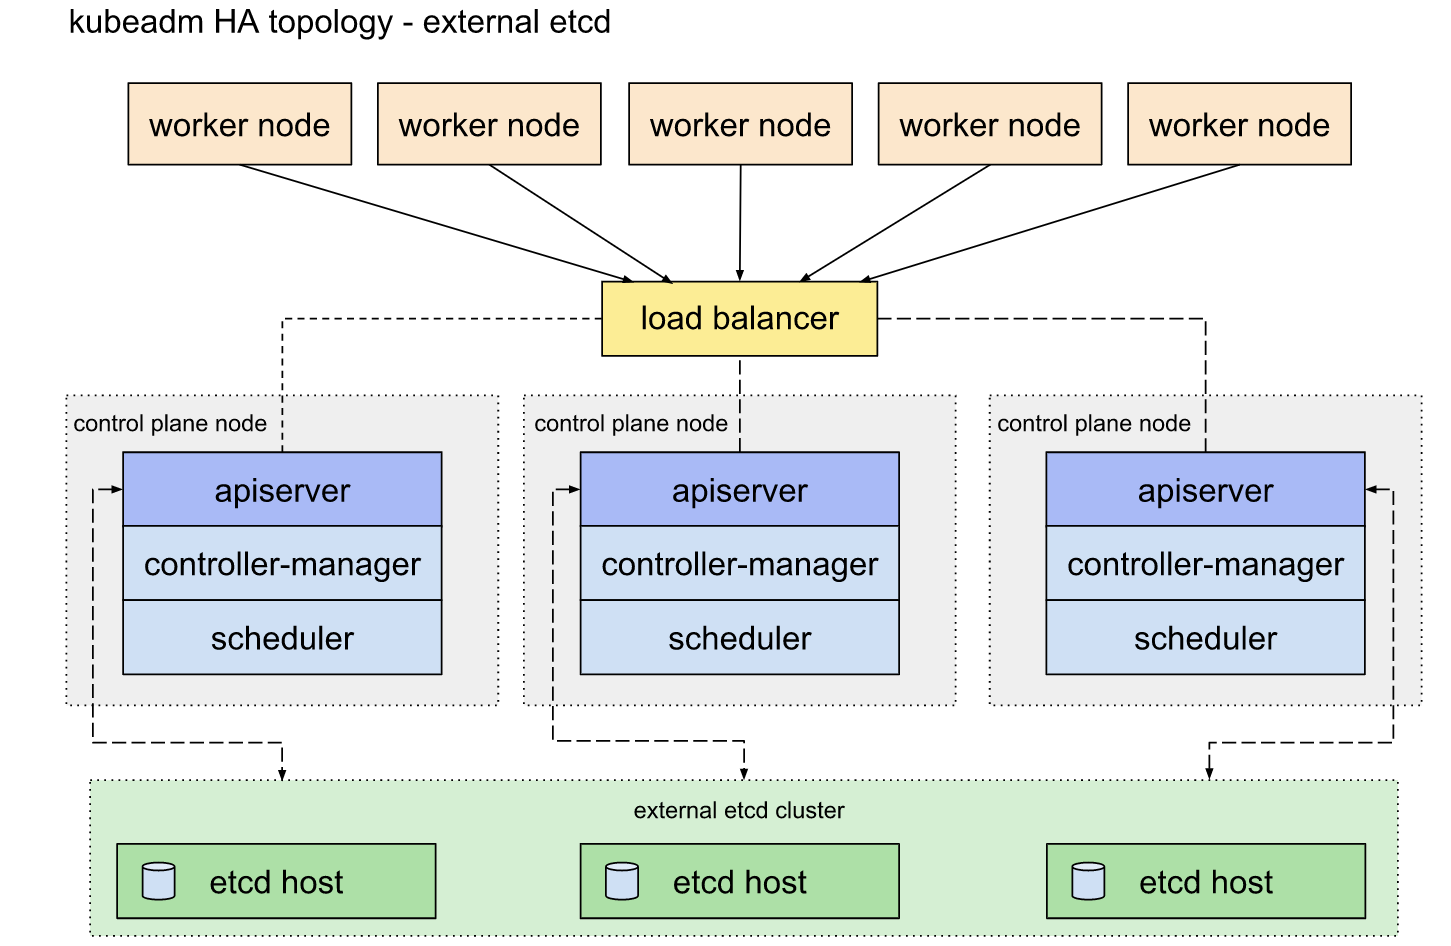 kubeadm HA topology - external etcd
worker node
worker node
worker node
worker node
worker node
load balancer
control plane node
control plane node
control plane node
apiserver
apiserver
apiserver
controller-manager
controller-manager
controller-manager
scheduler
scheduler
scheduler
external etcd cluster
etcd host
etcd host
etcd host